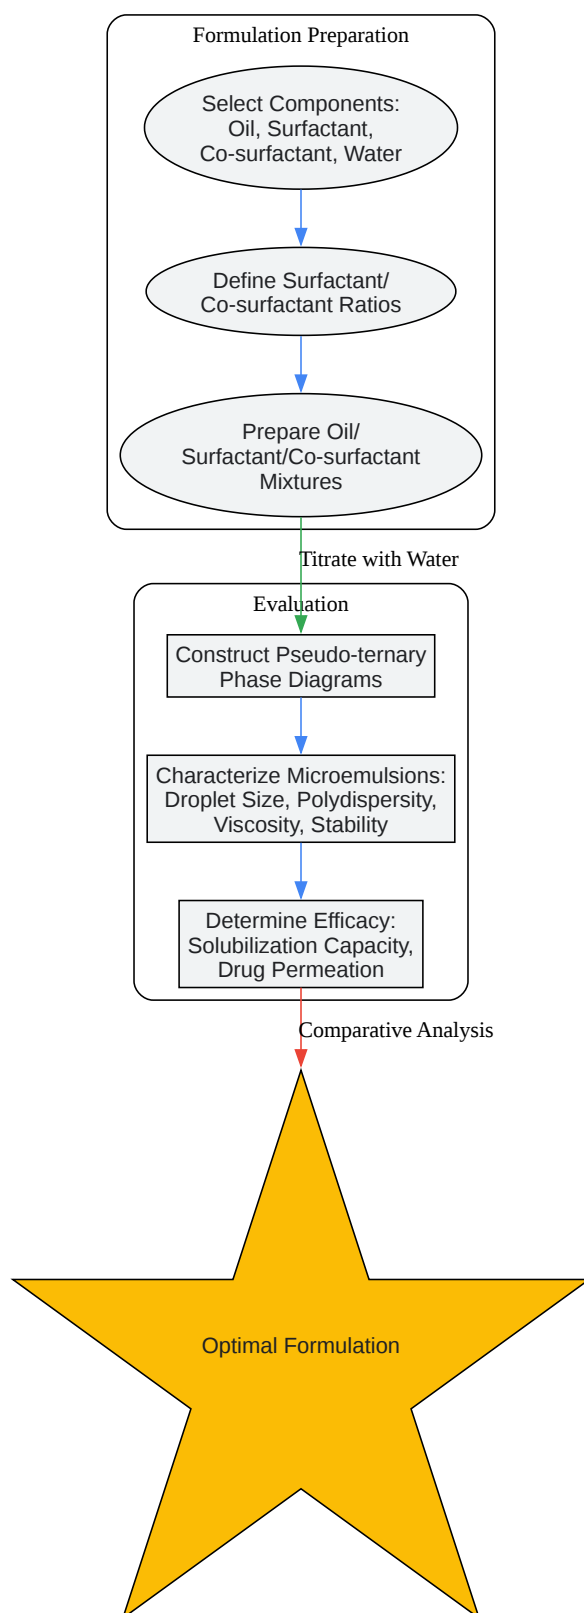 Formulation Preparation
Select Components:
Oil, Surfactant,
Co-surfactant, Water
Define Surfactant/
Co-surfactant Ratios
Prepare Oil/
Surfactant/Co-surfactant
Mixtures
Titrate with Water
Evaluation
Construct Pseudo-ternary
Phase Diagrams
Characterize Microemulsions:
Droplet Size, Polydispersity,
Viscosity, Stability
Determine Efficacy:
Solubilization Capacity,
Drug Permeation
Comparative Analysis
Optimal Formulation